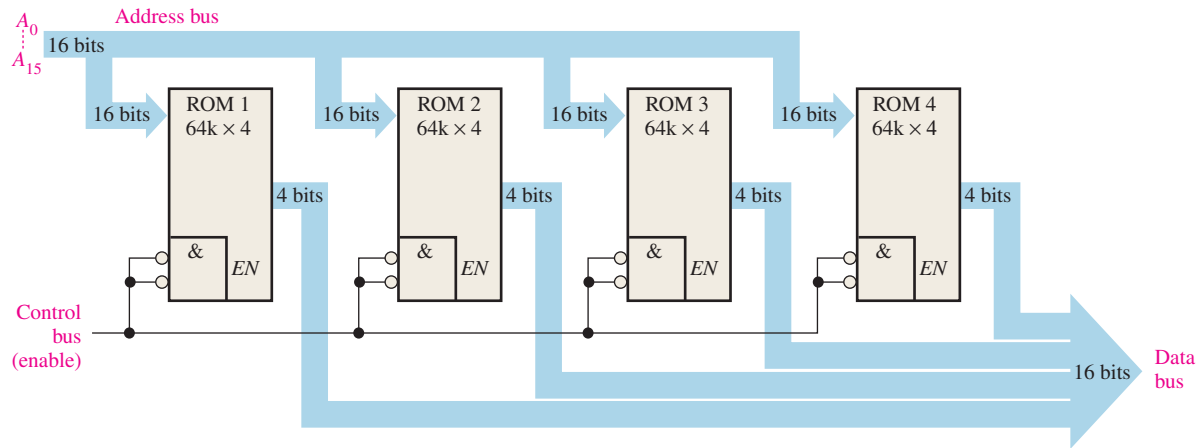 A0
Address bus
16 bits
A15
ROM 1
64k × 4
16 bits
ROM 2
64k × 4
16 bits
ROM 3
64k × 4
16 bits
ROM 4
64k × 4
16 bits
4 bits
4 bits
4 bits
4 bits
&
EN
&
EN
&
EN
&
EN
Control
bus
(enable)
16 bits
Data
bus